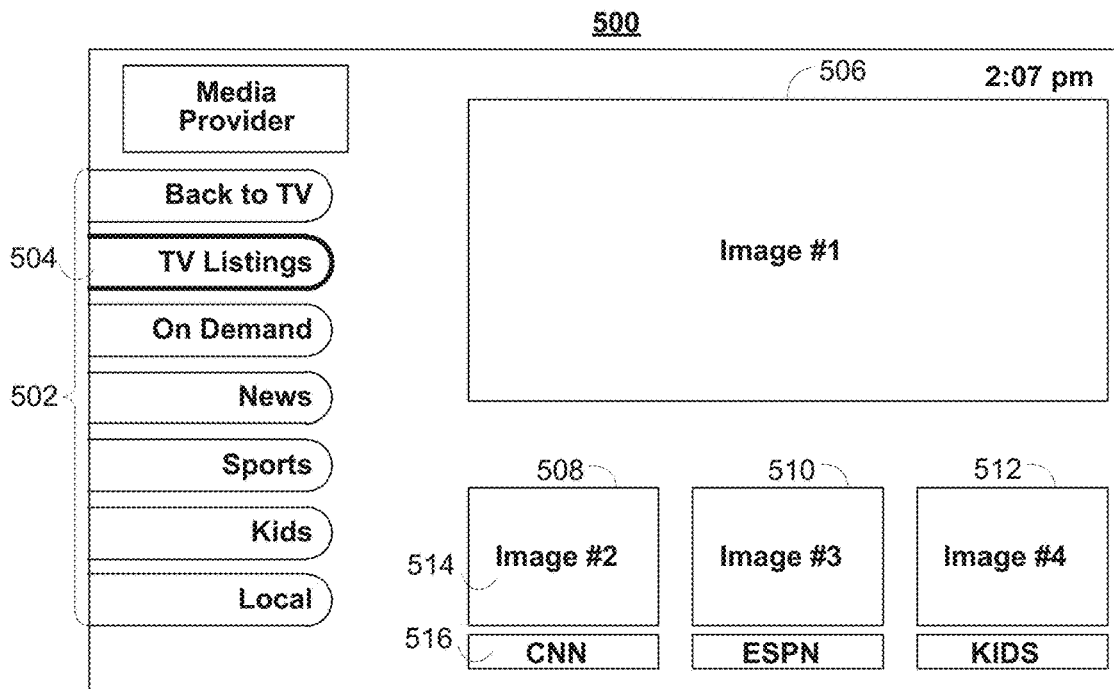 500
506
2:07 pm
Media
Provider
Back to TV
504
TV Listings
Image #1
On Demand
502
News
Sports
508
510
512
Kids
514
Image #2
Image #3
Image #4
Local
516
CNN
ESPN
KIDS